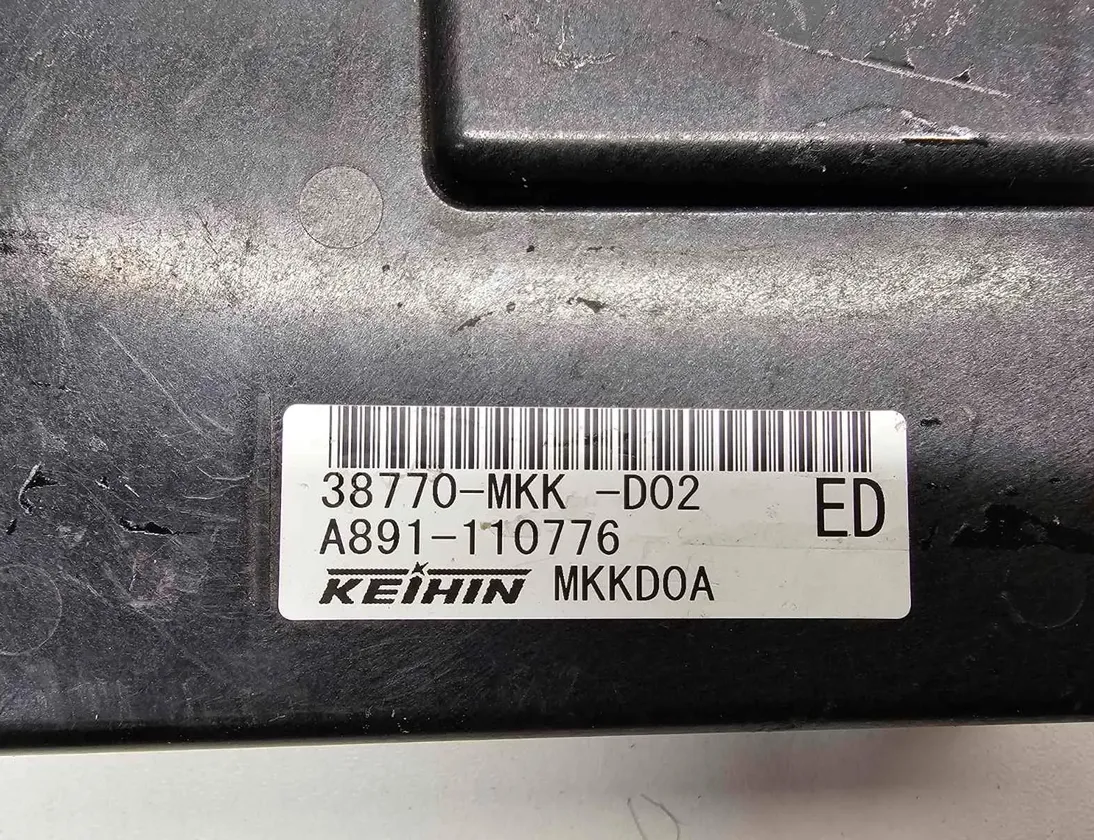 38770-MKK -D02
ED
A891-110776
KEIHIN MKKD0A